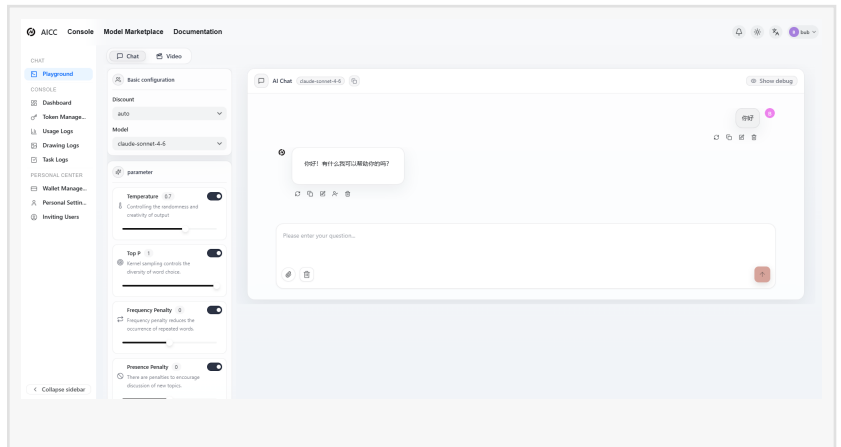 AICC Console Model Marketplace Documentation
bub
CHAT
Playground
CONSOLE
Dashboard
Token Manage...
Usage Logs
Drawing Logs
Task Logs
PERSONAL CENTER
Wallet Manage...
Personal Settin...
Inviting Users
Collapse sidebar
Chat Video
Basic configuration
Discount
auto
Model
claude-sonnet-4-6
parameter
Temperature 0.7
Controlling the randomness and
creativity of output
Top P 1
Kernel sampling controls the
diversity of word choice.
Frequency Penalty 0
Frequency penalty reduces the
occurrence of repeated words.
Presence Penalty 0
There are penalties to encourage
discussion of new topics.
AI Chat claude-sonnet-4-6
Show debug
你好
你好！有什么我可以帮助你的吗？
Please enter your question...